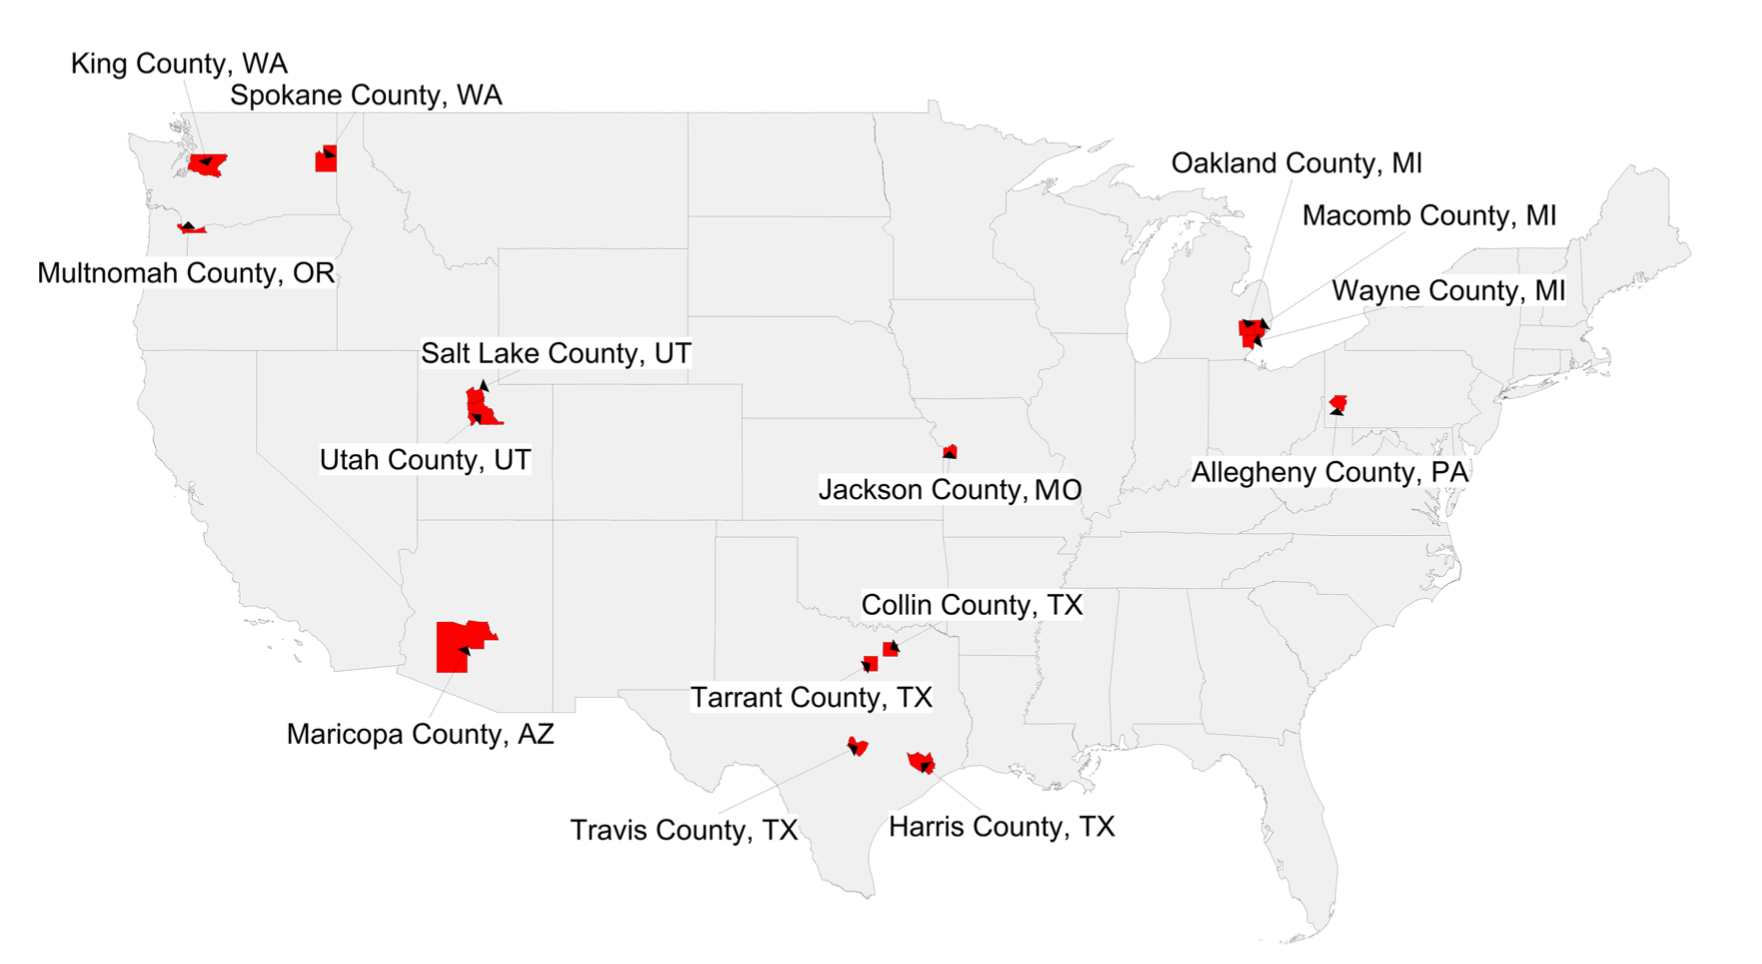 King County, WA
Spokane County, WA
Oakland County, MI
Macomb County, MI
Multnomah County, OR
Wayne County, MI
Salt Lake County, UT
Utah County, UT
Allegheny County, PA
Jackson County, MO
Collin County, TX
Tarrant County, TX
Maricopa County, AZ
Travis County, TX
Harris County, TX